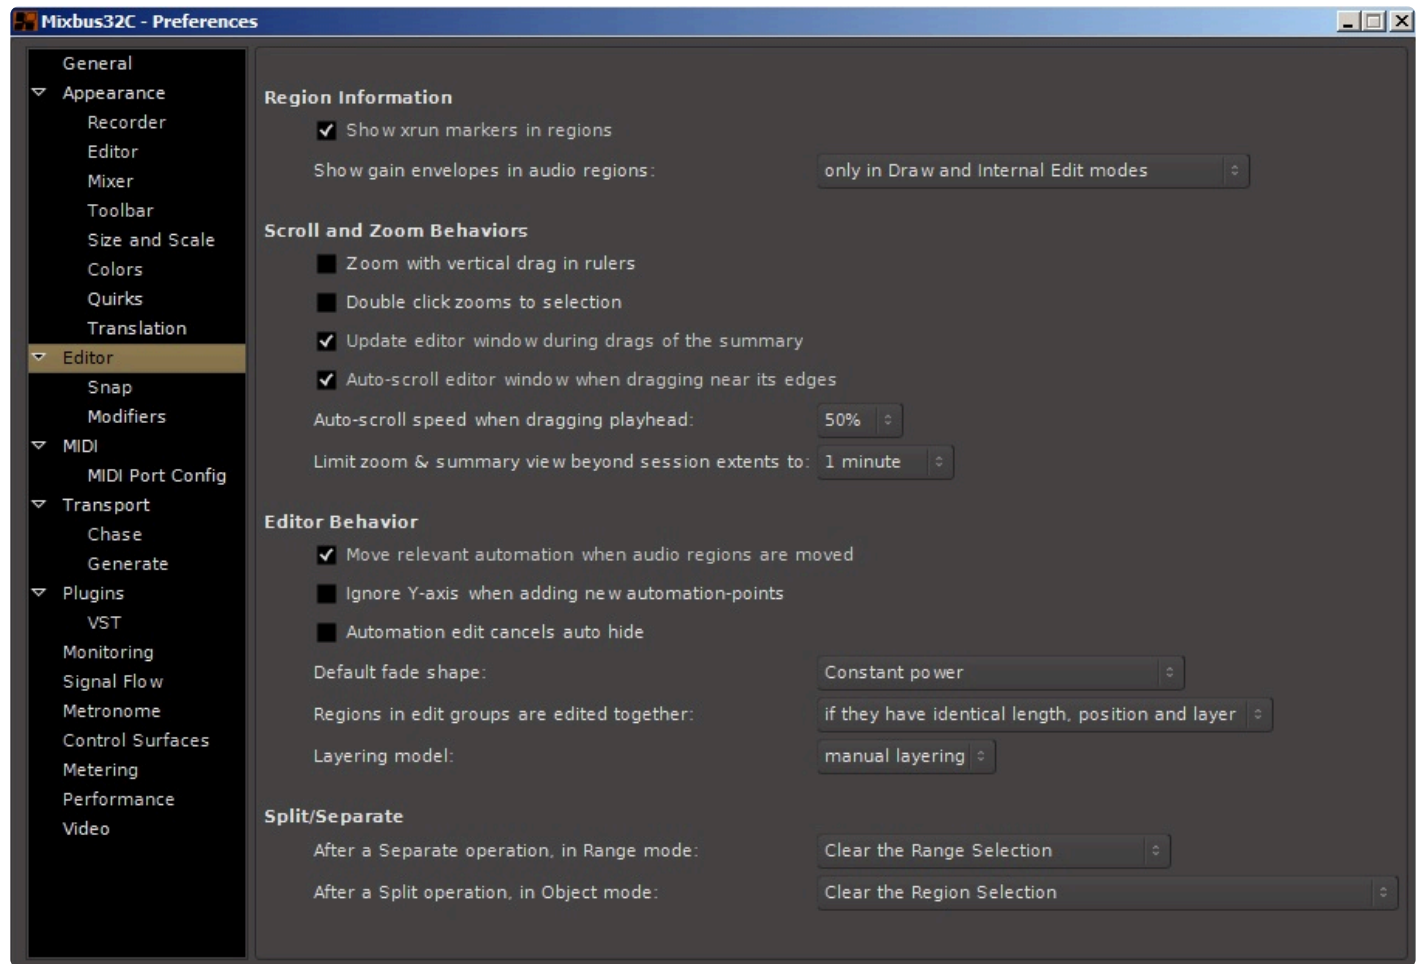 Mixbus32C - Preferences
General
Appearance
Recorder
Editor
Mixer
Toolbar
Size and Scale
Colors
Quirks
Translation
Editor
Snap
Modifiers
MIDI
MIDI Port Config
Transport
Chase
Generate
Plugins
VST
Monitoring
Signal Flow
Metronome
Control Surfaces
Metering
Performance
Video
Region Information
Show xrun markers in regions
Show gain envelopes in audio regions: only in Draw and Internal Edit modes
Scroll and Zoom Behaviors
Zoom with vertical drag in rulers
Double click zooms to selection
Update editor window during drags of the summary
Auto-scroll editor window when dragging near its edges
Auto-scroll speed when dragging playhead: 50%
Limit zoom & summary view beyond session extents to: 1 minute
Editor Behavior
Move relevant automation when audio regions are moved
Ignore Y-axis when adding new automation-points
Automation edit cancels auto hide
Default fade shape: Constant power
Regions in edit groups are edited together: if they have identical length, position and layer
Layering model: manual layering
Split/Separate
After a Separate operation, in Range mode: Clear the Range Selection
After a Split operation, in Object mode: Clear the Region Selection